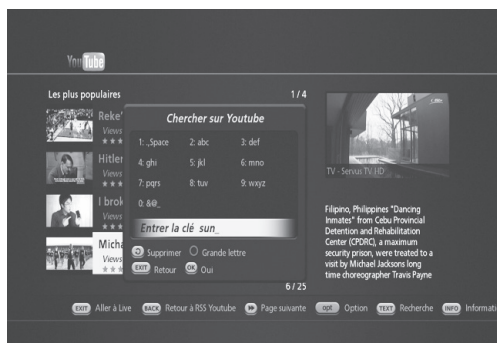 YouTube
Les plus populaires 1/4
Reke'
Views
Hitler
Views
I brok
Views
Micha
Views
Chercher sur Youtube
1: .,Space 2: abc 3: def
4: ghi 5: jkl 6: mno
7: pqrs 8: tuv 9: wxyz
0: &@_
Entrer la clé sun_
Supprimer Grande lettre
EXIT Retour OK Oui
6 / 25
TV - Servus TV HD
Filipino, Philippines "Dancing
Inmates" from Cebu Provincial
Detention and Rehabilitation
Center (CPDRC), a maximum
security prison, were treated to a
visit by Michael Jacksons long
time choreographer Travis Payne
EXIT Aller à Live BACK Retour à RSS Youtube Page suivante opt Option TEXT Recherche INFO Informati